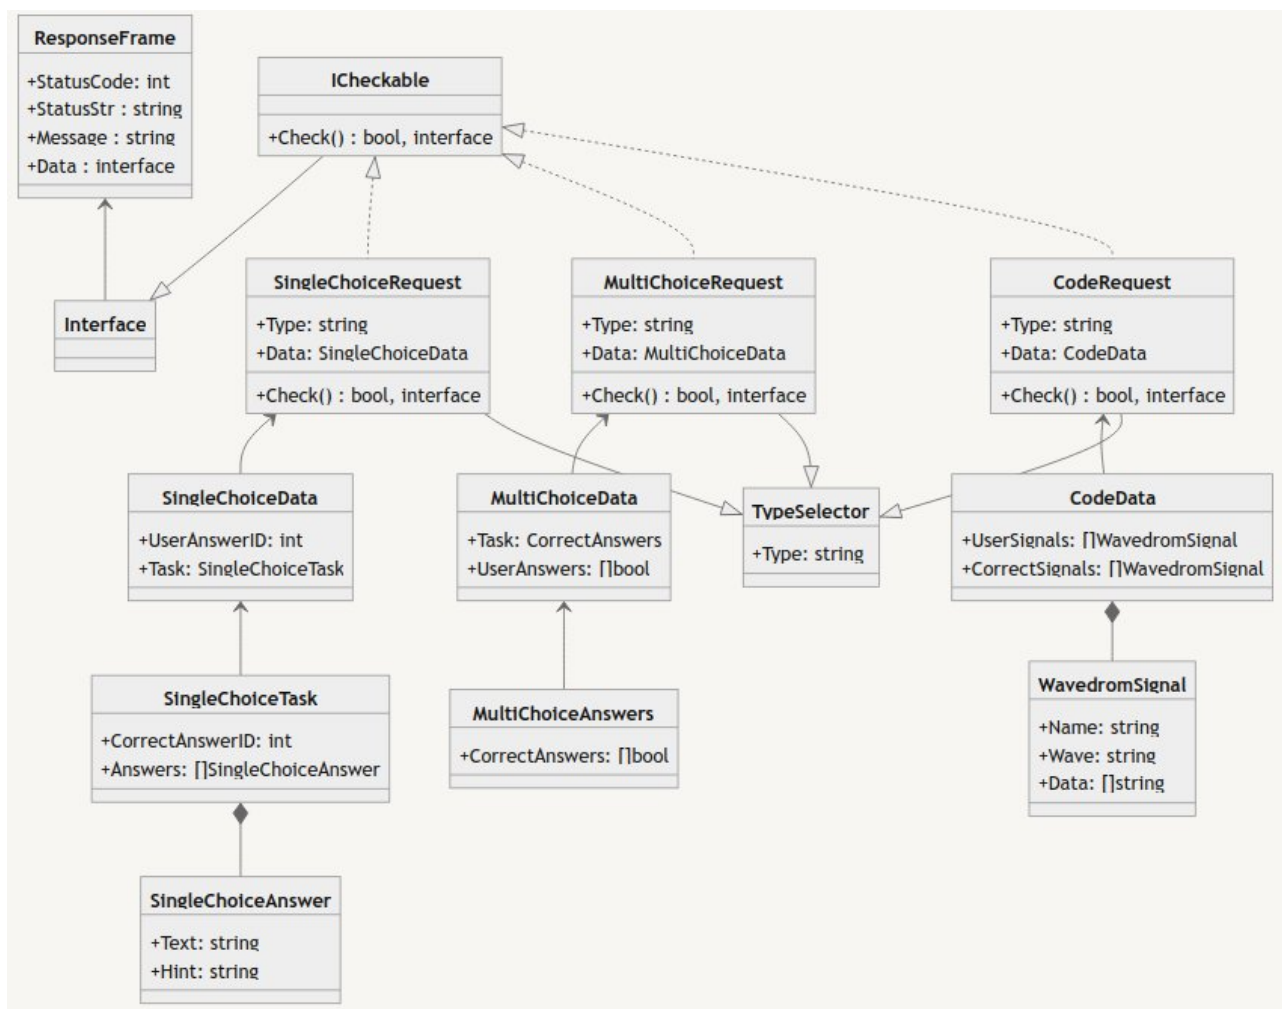 ResponseFrame
+StatusCode: int
+StatusStr : string
+Message : string
+Data : interface
ICheckable
+Check() : bool, interface
Interface
SingleChoiceRequest
+Type: string
+Data: SingleChoiceData
+Check() : bool, interface
MultiChoiceRequest
+Type: string
+Data: MultiChoiceData
+Check() : bool, interface
CodeRequest
+Type: string
+Data: CodeData
+Check() : bool, interface
SingleChoiceData
+UserAnswerID: int
+Task: SingleChoiceTask
MultiChoiceData
+Task: CorrectAnswers
+UserAnswers: []bool
TypeSelector
+Type: string
CodeData
+UserSignals: []WavedromSignal
+CorrectSignals: []WavedromSignal
SingleChoiceTask
+CorrectAnswerID: int
+Answers: []SingleChoiceAnswer
MultiChoiceAnswers
+CorrectAnswers: []bool
WavedromSignal
+Name: string
+Wave: string
+Data: []string
SingleChoiceAnswer
+Text: string
+Hint: string